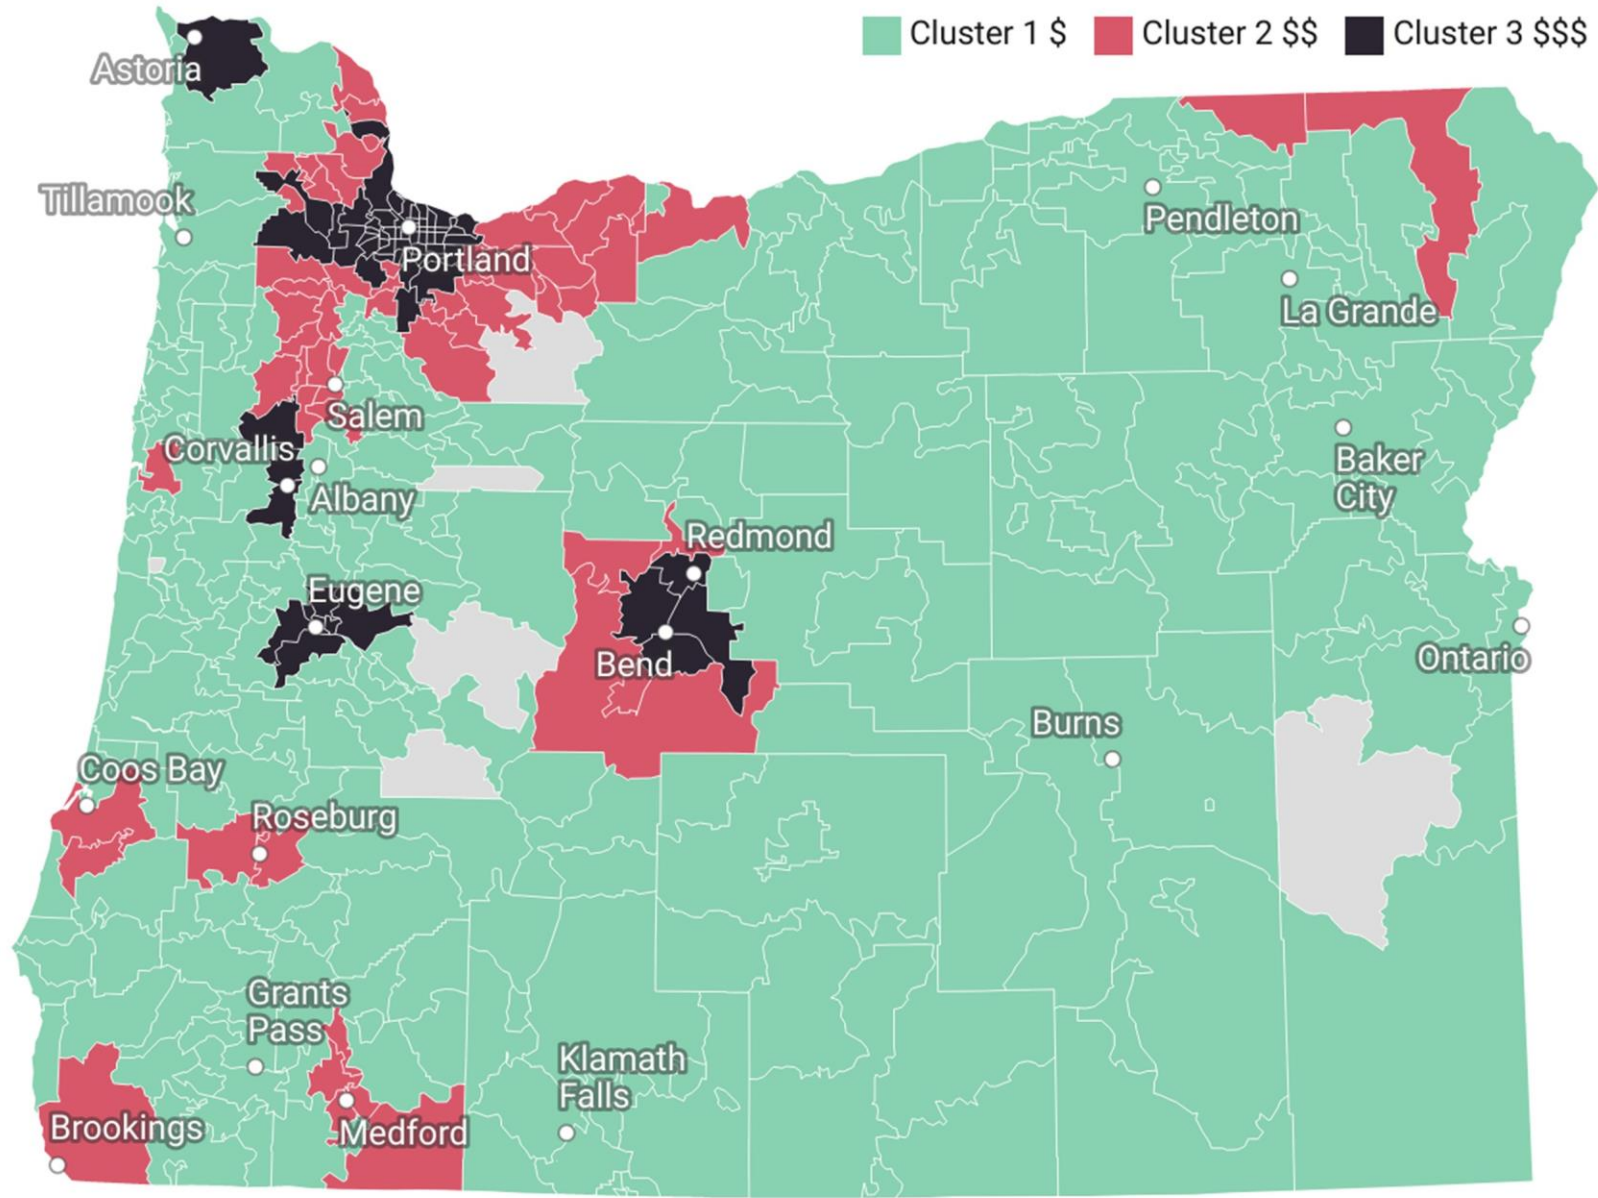 Cluster 1 $
Cluster 2 $$
Cluster 3 $$$
Astoria
Tillamook
Portland
Pendleton
La Grande
Salem
Corvallis
Albany
Baker
City
Redmond
Eugene
Bend
Ontario
Burns
Coos Bay
Roseburg
Grants
Pass
Klamath
Falls
Brookings
Medford